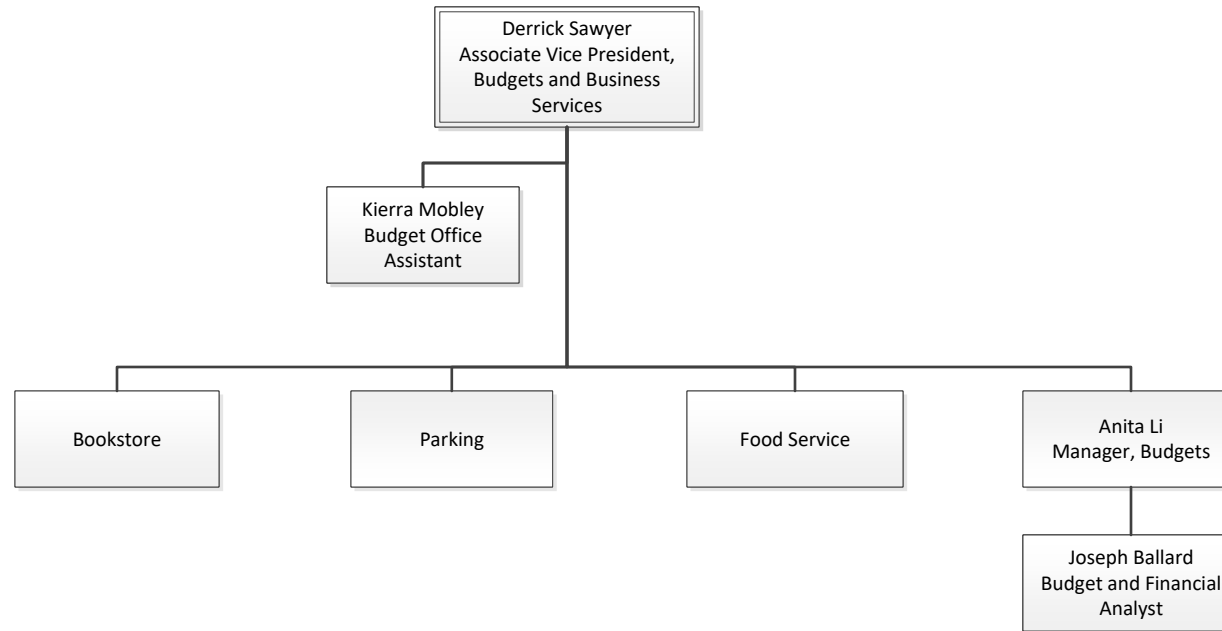 Derrick Sawyer
Associate Vice President,
Budgets and Business
Services
Kierra Mobley
Budget Office
Assistant
Bookstore
Parking
Food Service
Anita Li
Manager, Budgets
Joseph Ballard
Budget and Financial
Analyst